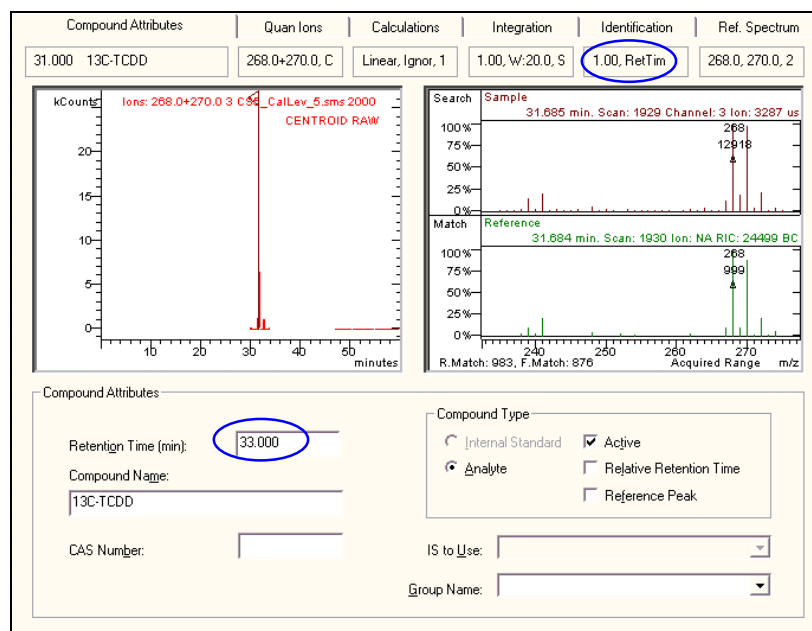 Compound Attributes Quan Ions Calculations Integration Identification Ref. Spectrum
31.000 13C-TCDD 268.0+270.0, C Linear, Ignor, 1 1.00, W:20.0, S 1.00, RetTim 268.0, 270.0, 2
kCounts Ions: 268.0+270.0 3 CS5_CalLev_5.sms 2000
CENTROID RAW
20
15
10
5
0
10 20 30 40 50
minutes
Search Sample
31.685 min. Scan: 1929 Channel: 3 Ion: 3287 us
100% 268
12918
75%
50%
25%
0%
Match Reference
31.684 min. Scan: 1930 Ion: NA RIC: 24499 BC
100% 268
75% 999
50%
25%
0%
240 250 260 270
R.Match: 983, F.Match: 876 Acquired Range m/z
Compound Attributes
Retention Time (min): 33.000
Compound Name:
13C-TCDD
CAS Number:
Compound Type
Internal Standard Active
Analyte Relative Retention Time
Reference Peak
IS to Use:
Group Name: